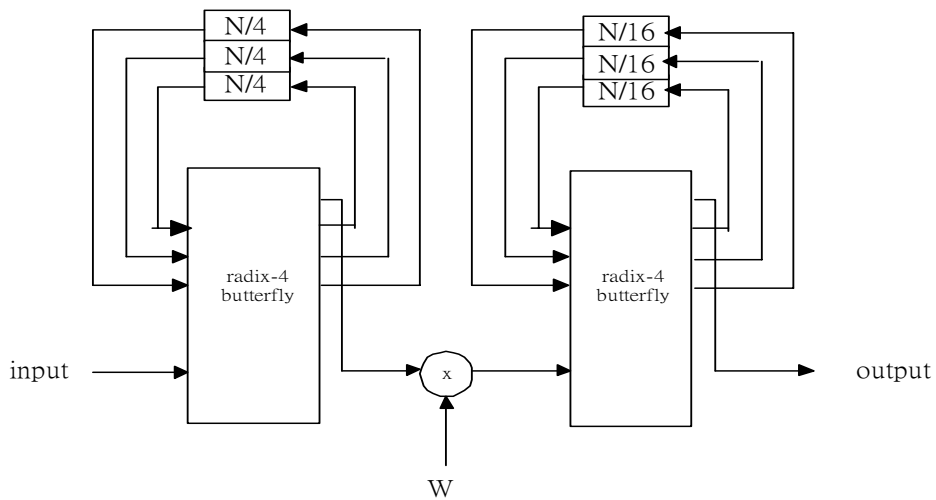 N/4
N/4
N/4
N/16
N/16
N/16
radix-4
butterfly
radix-4
butterfly
input
x
output
W